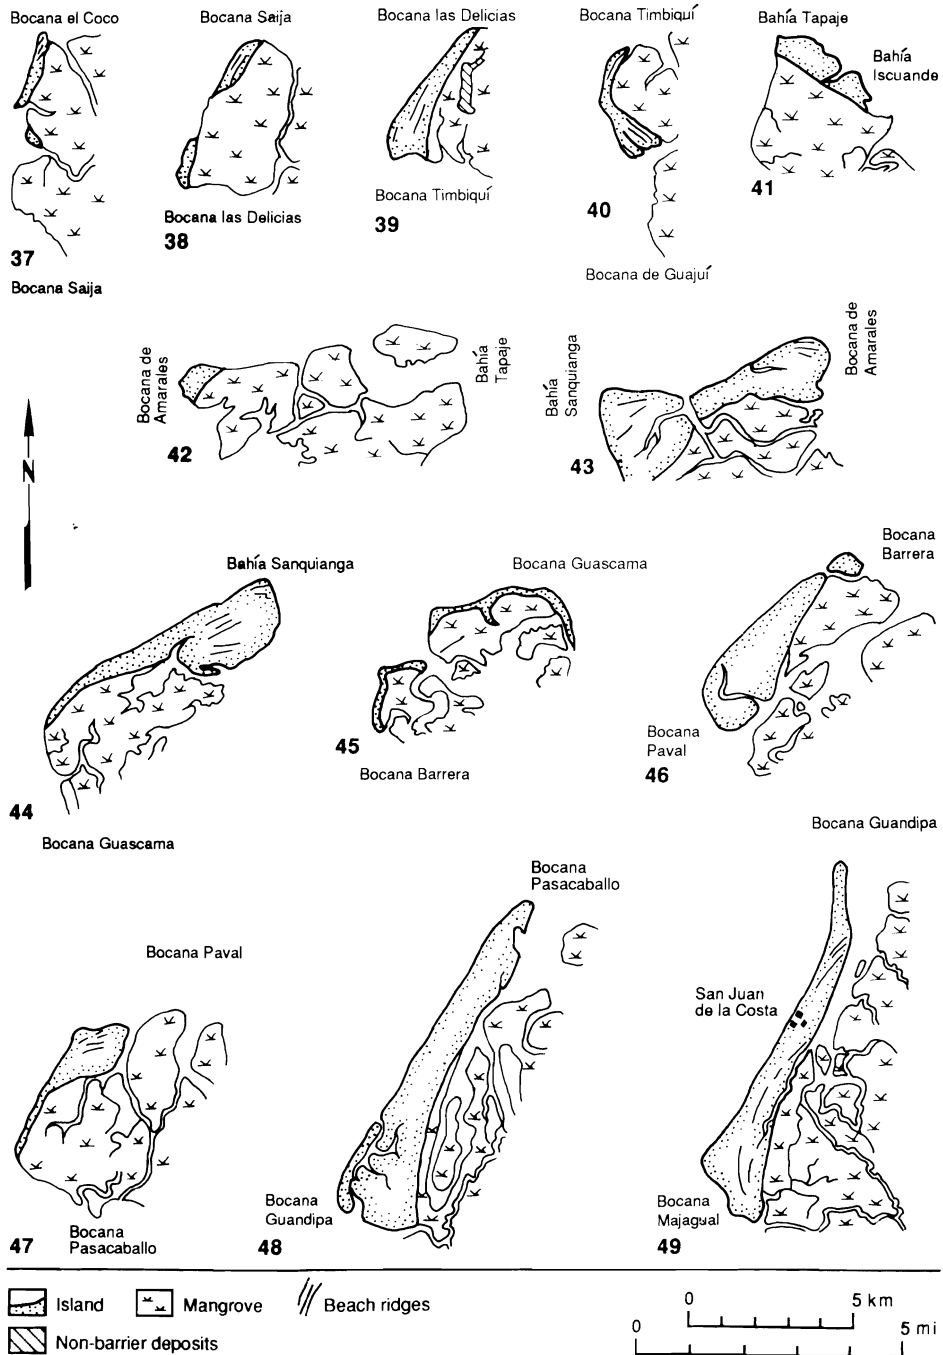 Bocana el Coco
37
Bocana Saija
Bocana Saija
Bocana las Delicias
38
Bocana las Delicias
Bocana Timbiquí
39
Bocana Timbiquí
40
Bocana de Guajuí
Bahía Tapaje
Bahía
Iscuande
41
Bocana de
Amarales
42
Bahía
Tapaje
Bahía
Sanquianga
43
Bocana de
Amarales
N
Bahía Sanquianga
44
Bocana Guascama
Bocana Guascama
45
Bocana Barrera
Bocana
Barrera
Bocana
Paval
46
Bocana Paval
47
Bocana
Pasacaballo
Bocana
Pasacaballo
Bocana
Guandipa
48
Bocana Guandipa
San Juan
de la Costa
Bocana
Majagual
49
Island
Mangrove
Beach ridges
Non-barrier deposits
0 5 km
0 5 mi